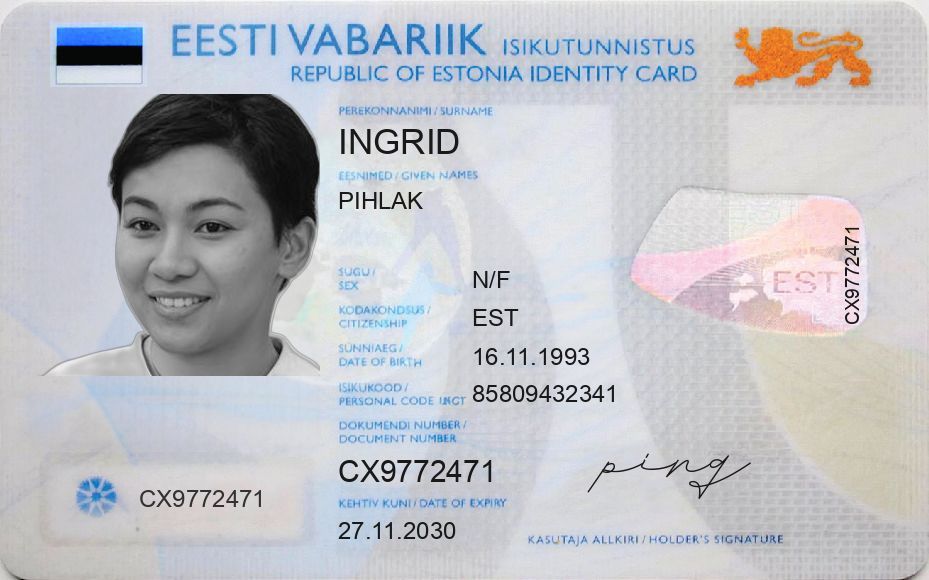 EESTI VABARIIK ISIKUTUNNISTUS
REPUBLIC OF ESTONIA IDENTITY CARD
PEREKONNANIMI / SURNAME
INGRID
EESNIMED / GIVEN NAMES
PIHLAK
SUGU /
SEX
N/F
KODAKONDSUS /
CITIZENSHIP
EST
SÜNNIAEG /
DATE OF BIRTH
16.11.1993
ISIKUKOOD /
PERSONAL CODE
85809432341
DOKUMENDI NUMBER /
DOCUMENT NUMBER
CX9772471
KEHTIV KUNI / DATE OF EXPIRY
27.11.2030
CX9772471
EST
CX9772471
ping
KASUTAJA ALLKIRI / HOLDER'S SIGNATURE